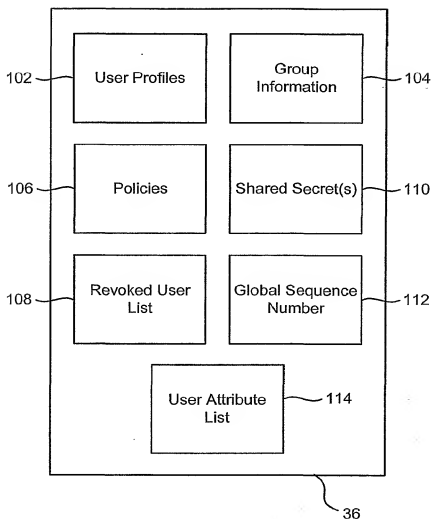 102
User Profiles
Group
Information
104
106
Policies
Shared Secret(s)
110
108
Revoked User
List
Global Sequence
Number
112
User Attribute
List
114
36